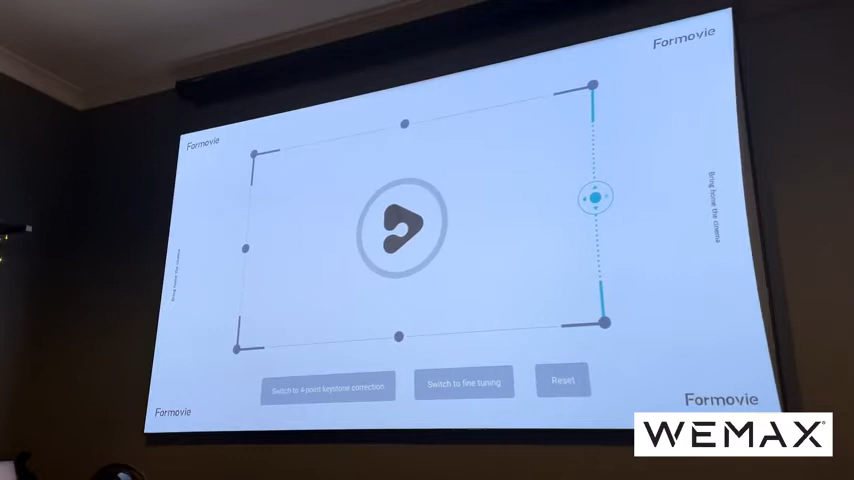 Formovie
Formovie
Bring home the cinema
Bring home the cinema
Switch to 4-point keystone correction
Switch to fine tuning
Reset
Formovie
Formovie
WEMAX